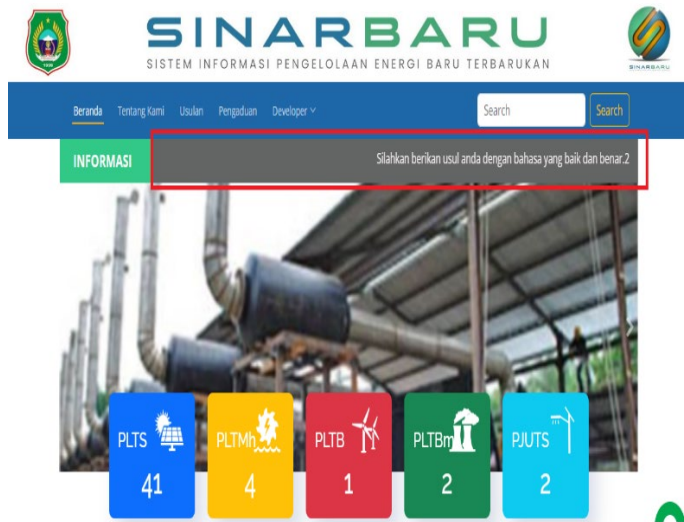 SINARBARU
SISTEM INFORMASI PENGELOLAAN ENERGI BARU TERBARUKAN
SINARBARU
Beranda Tentang Kami Usulan Pengaduan Developer Search Search
INFORMASI Silahkan berikan usul anda dengan bahasa yang baik dan benar.2
PLTS PLTMh PLTB PLTBm PJUTS
41 4 1 2 2